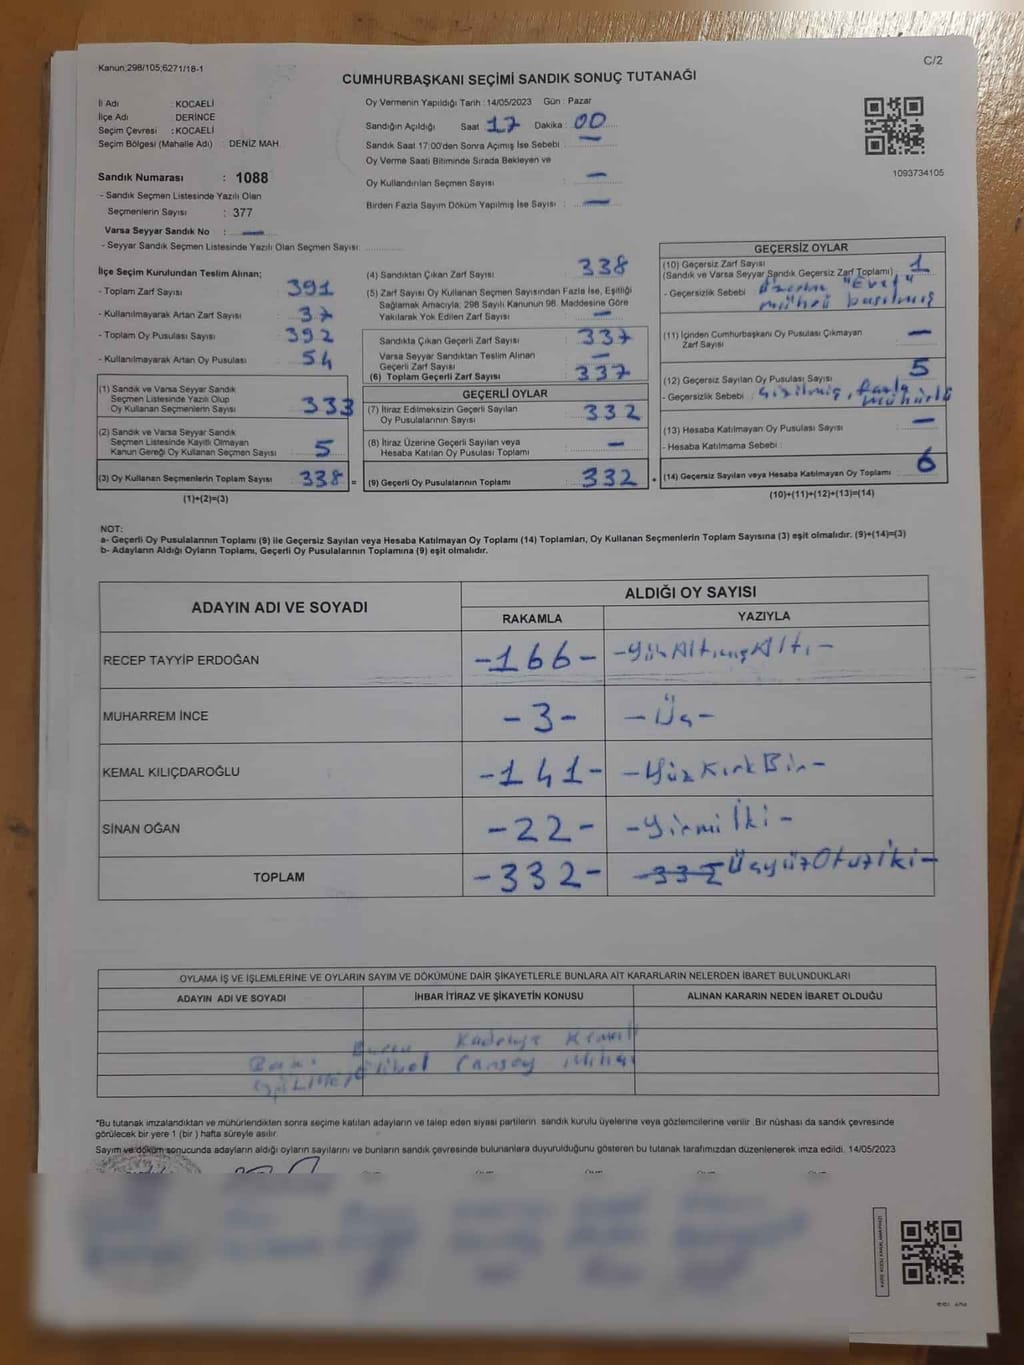 Kanun;298/105;6271/18-1
C/2
CUMHURBAŞKANI SEÇİMİ SANDIK SONUÇ TUTANAĞI
İl Adı : KOCAELİ
İlçe Adı : DERİNCE
Seçim Çevresi : KOCAELİ
Seçim Bölgesi (Mahalle Adı) : DENİZ MAH.
Sandık Numarası : 1088
- Sandık Seçmen Listesinde Yazılı Olan
Seçmenlerin Sayısı : 377
Varsa Seyyar Sandık No : —
- Seyyar Sandık Seçmen Listesinde Yazılı Olan Seçmen Sayısı:
Oy Vermenin Yapıldığı Tarih : 14/05/2023 Gün : Pazar
Sandığın Açıldığı Saat 17 Dakika : 00
Sandık Saat 17:00'den Sonra Açımış İse Sebebi : —
Oy Verme Saati Bitiminde Sırada Bekleyen ve
Oy Kullandırılan Seçmen Sayısı : —
Birden Fazla Sayım Döküm Yapılmış İse Sayısı : —
1093734105
İlçe Seçim Kurulundan Teslim Alınan;
- Toplam Zarf Sayısı : 391
- Kullanılmayarak Artan Zarf Sayısı : 37
- Toplam Oy Pusulası Sayısı : 392
- Kullanılmayarak Artan Oy Pusulası : 54
(1) Sandık ve Varsa Seyyar Sandık
Seçmen Listesinde Yazılı Olup
Oy Kullanan Seçmenlerin Sayısı : 333
(2) Sandık ve Varsa Seyyar Sandık
Seçmen Listesinde Kayıtlı Olmayan
Kanun Gereği Oy Kullanan Seçmen Sayısı : 5
(3) Oy Kullanan Seçmenlerin Toplam Sayısı : 338 =
(1)+(2)=(3)
(4) Sandıktan Çıkan Zarf Sayısı : 338
(5) Zarf Sayısı Oy Kullanan Seçmen Sayısından Fazla İse, Eşitliği
Sağlamak Amacıyla; 298 Sayılı Kanunun 98. Maddesine Göre
Yakılarak Yok Edilen Zarf Sayısı : —
Sandıkta Çıkan Geçerli Zarf Sayısı : 337
Varsa Seyyar Sandıktan Teslim Alınan
Geçerli Zarf Sayısı : —
(6) Toplam Geçerli Zarf Sayısı : 337
GEÇERLİ OYLAR
(7) İtiraz Edilmeksizin Geçerli Sayılan
Oy Pusulalarının Sayısı : 332
(8) İtiraz Üzerine Geçerli Sayılan veya
Hesaba Katılan Oy Pusulası Toplamı : —
(9) Geçerli Oy Pusulalarının Toplamı : 332 +
GEÇERSİZ OYLAR
(10) Geçersiz Zarf Sayısı
(Sandık ve Varsa Seyyar Sandık Geçersiz Zarf Toplamı) : 1
- Geçersizlik Sebebi : Üzerine "Evet"
mührü basılmış
(11) İçinden Cumhurbaşkanı Oy Pusulası Çıkmayan
Zarf Sayısı : —
(12) Geçersiz Sayılan Oy Pusulası Sayısı : 5
- Geçersizlik Sebebi : Çizilmiş, fazla
mühürlü
(13) Hesaba Katılmayan Oy Pusulası Sayısı : —
- Hesaba Katılmama Sebebi :
(14) Geçersiz Sayılan veya Hesaba Katılmayan Oy Toplamı : 6
(10)+(11)+(12)+(13)=(14)
NOT:
a- Geçerli Oy Pusulalarının Toplamı (9) ile Geçersiz Sayılan veya Hesaba Katılmayan Oy Toplamı (14) Toplamları, Oy Kullanan Seçmenlerin Toplam Sayısına (3) eşit olmalıdır. (9)+(14)=(3)
b- Adayların Aldığı Oyların Toplamı, Geçerli Oy Pusulalarının Toplamına (9) eşit olmalıdır.
ADAYIN ADI VE SOYADI
ALDIĞI OY SAYISI
RAKAMLA YAZIYLA
RECEP TAYYİP ERDOĞAN -166- -YüzAltmışAltı-
MUHARREM İNCE -3- -Üç-
KEMAL KILIÇDAROĞLU -141- -YüzKırkBir-
SİNAN OĞAN -22- -Yirmi İki-
TOPLAM -332- -332 ÜçyüzOtuzİki-
OYLAMA İŞ VE İŞLEMLERİNE VE OYLARIN SAYIM VE DÖKÜMÜNE DAİR ŞİKAYETLERLE BUNLARA AİT KARARLARIN NELERDEN İBARET BULUNDUKLARI
ADAYIN ADI VE SOYADI İHBAR İTİRAZ VE ŞİKAYETİN KONUSU ALINAN KARARIN NEDEN İBARET OLDUĞU
*Bu tutanak imzalandıktan ve mühürlendikten sonra seçime katılan adayların ve talep eden siyasi partilerin sandık kurulu üyelerine veya gözlemcilerine verilir. Bir nüshası da sandık çevresinde
görülecek bir yere 1 (bir ) hafta süreyle asılır.
Sayım ve döküm sonucunda adayların aldığı oyların sayılarını ve bunların sandık çevresinde bulunanlara duyurulduğunu gösteren bu tutanak tarafımızdan düzenlenerek imza edildi. 14/05/2023